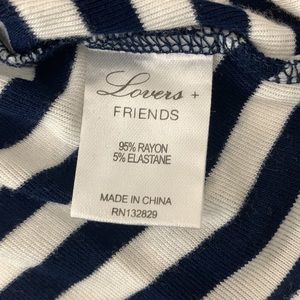 Lovers +
FRIENDS
95% RAYON
5% ELASTANE
MADE IN CHINA
RN132829